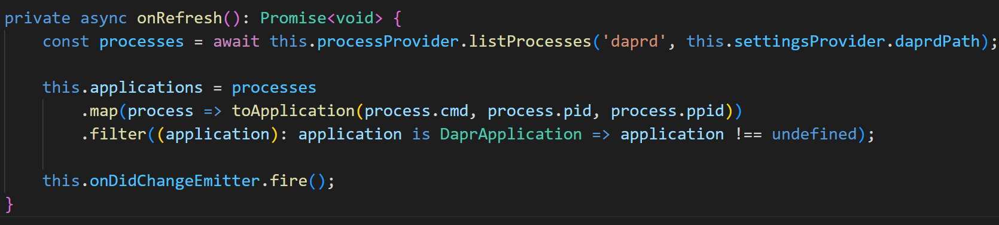 private async onRefresh(): Promise<void> {
    const processes = await this.processProvider.listProcesses('daprd', this.settingsProvider.daprdPath);

    this.applications = processes
        .map(process => toApplication(process.cmd, process.pid, process.ppid))
        .filter((application): application is DaprApplication => application !== undefined);

    this.onDidChangeEmitter.fire();
}